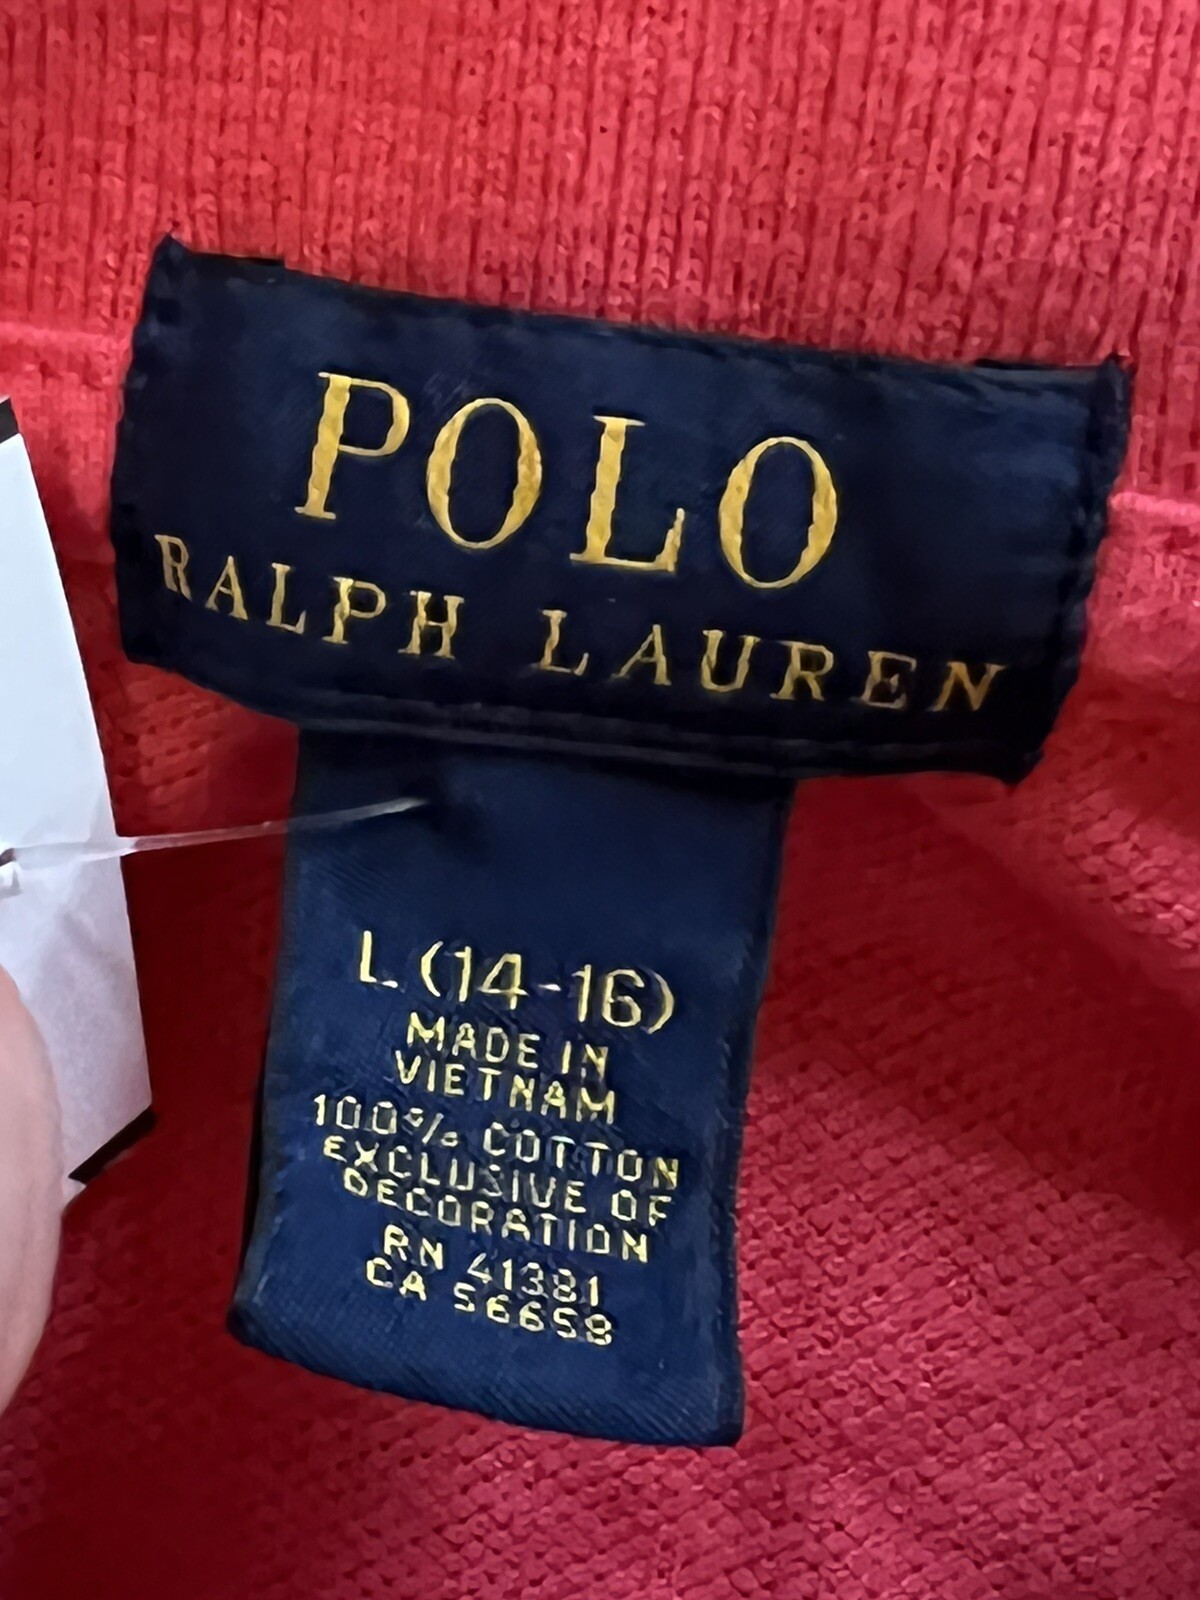 POLO
RALPH LAUREN
L (14-16)
MADE IN
VIETNAM
100% COTTON
EXCLUSIVE OF
DECORATION
RN 41381
CA 56658